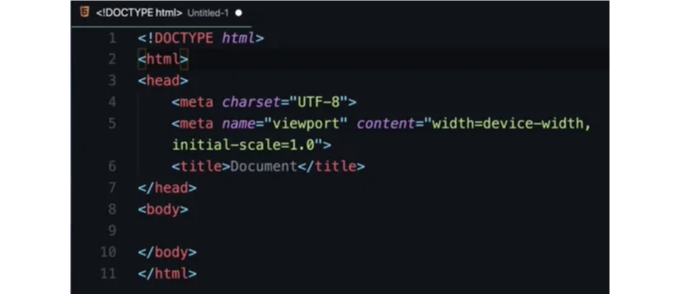 <!DOCTYPE html> Untitled-1
1 <!DOCTYPE html>
2 <html>
3 <head>
4     <meta charset="UTF-8">
5     <meta name="viewport" content="width=device-width,
    initial-scale=1.0">
6     <title>Document</title>
7 </head>
8 <body>
9
10 </body>
11 </html>